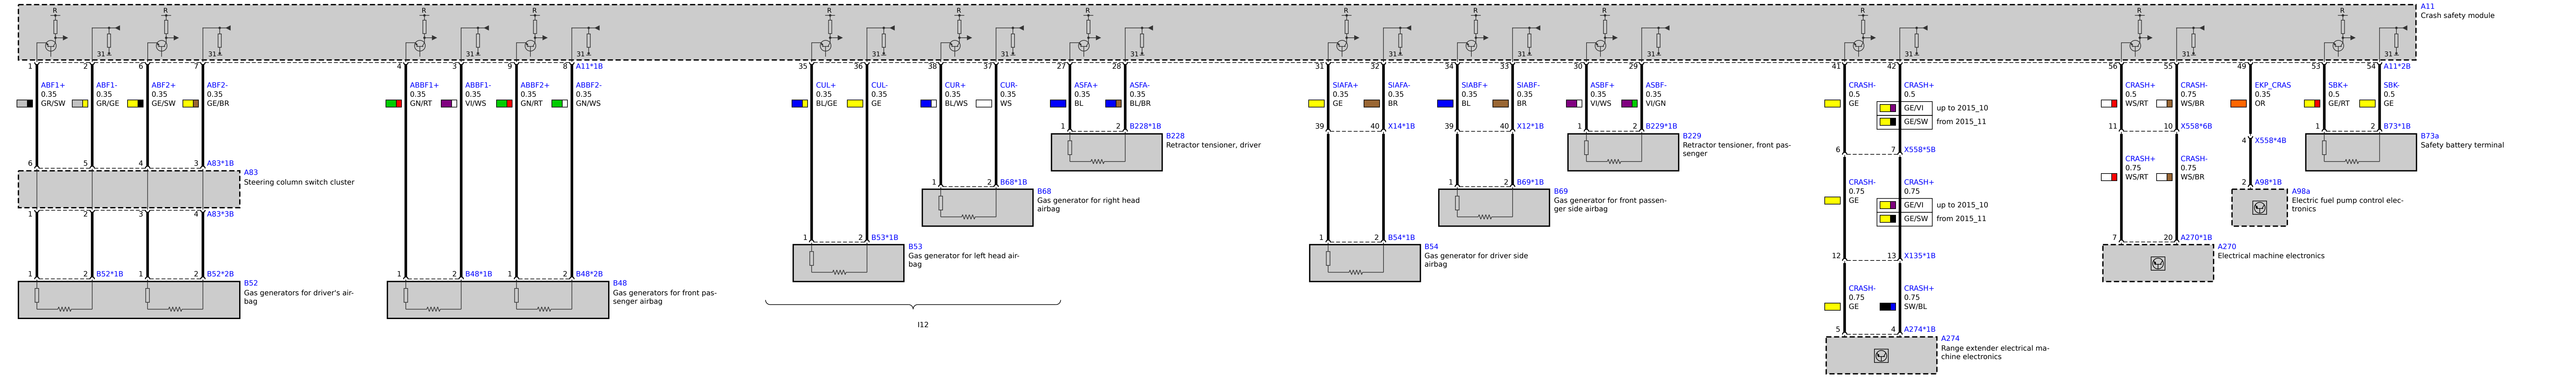 R R R R R R R R R R R R R R R R
A11
Crash safety module
31 31 31 31 31 31 31 31 31 31 31 31 31 31 31
1 2 6 7 4 3 9 8 A11*1B 35 36 38 37 27 28 31 32 34 33 30 29 41 42 56 55 49 53 54 A11*2B
ABF1+ ABF1- ABF2+ ABF2- ABBF1+ ABBF1- ABBF2+ ABBF2- CUL+ CUL- CUR+ CUR- ASFA+ ASFA- SIAFA+ SIAFA- SIABF+ SIABF- ASBF+ ASBF- CRASH- CRASH+ CRASH+ CRASH- EKP_CRAS SBK+ SBK-
0.35 0.35 0.35 0.35 0.35 0.35 0.35 0.35 0.35 0.35 0.35 0.35 0.35 0.35 0.35 0.35 0.35 0.35 0.35 0.35 0.5 0.5 0.5 0.5 0.35 0.5 0.5
GR/SW GR/GE GE/SW GE/BR GN/RT VI/WS GN/RT GN/WS BL/GE GE BL/WS WS BL BL/BR GE BR BL BR VI/WS VI/GN GE WS/RT WS/BR OR GE/RT GE
GE/VI up to 2015_10
GE/SW from 2015_11
1 2 B228*1B 39 40 X14*1B 39 40 X12*1B 1 2 B229*1B 11 10 X558*6B 1 2 B73*1B
B228
Retractor tensioner, driver
B229
Retractor tensioner, front pas-
senger
B73a
Safety battery terminal
4 X558*4B
6 7 X558*5B
6 5 4 3 A83*1B
CRASH+ CRASH-
0.75 0.75
WS/RT WS/BR
A83
Steering column switch cluster
1 2 B68*1B 1 2 B69*1B 2 A98*1B
CRASH- CRASH+
0.75 0.75
GE
GE/VI up to 2015_10
GE/SW from 2015_11
B68
Gas generator for right head
airbag
B69
Gas generator for front passen-
ger side airbag
A98a
Electric fuel pump control elec-
tronics
1 2 3 4 A83*3B
1 2 B53*1B 1 2 B54*1B 7 20 A270*1B
B53
Gas generator for left head air-
bag
B54
Gas generator for driver side
airbag
A270
Electrical machine electronics
12 13 X135*1B
1 2 B52*1B 1 2 B52*2B 1 2 B48*1B 1 2 B48*2B
B52
Gas generators for driver's air-
bag
B48
Gas generators for front pas-
senger airbag
CRASH- CRASH+
0.75 0.75
GE SW/BL
I12
5 4 A274*1B
A274
Range extender electrical ma-
chine electronics